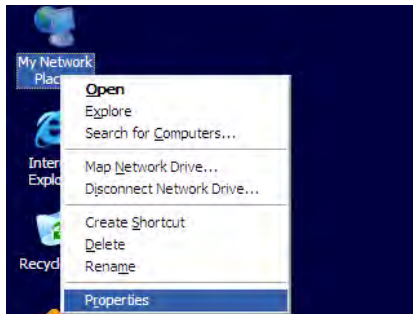 My Network
Plac
Open
Explore
Search for Computers...
Map Network Drive...
Disconnect Network Drive...
Inter
Explo
Create Shortcut
Delete
Rename
Recyc
Properties